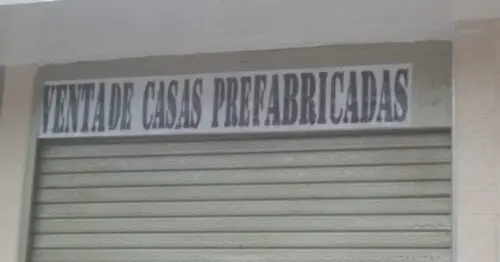 VENTA DE CASAS PREFABRICADAS